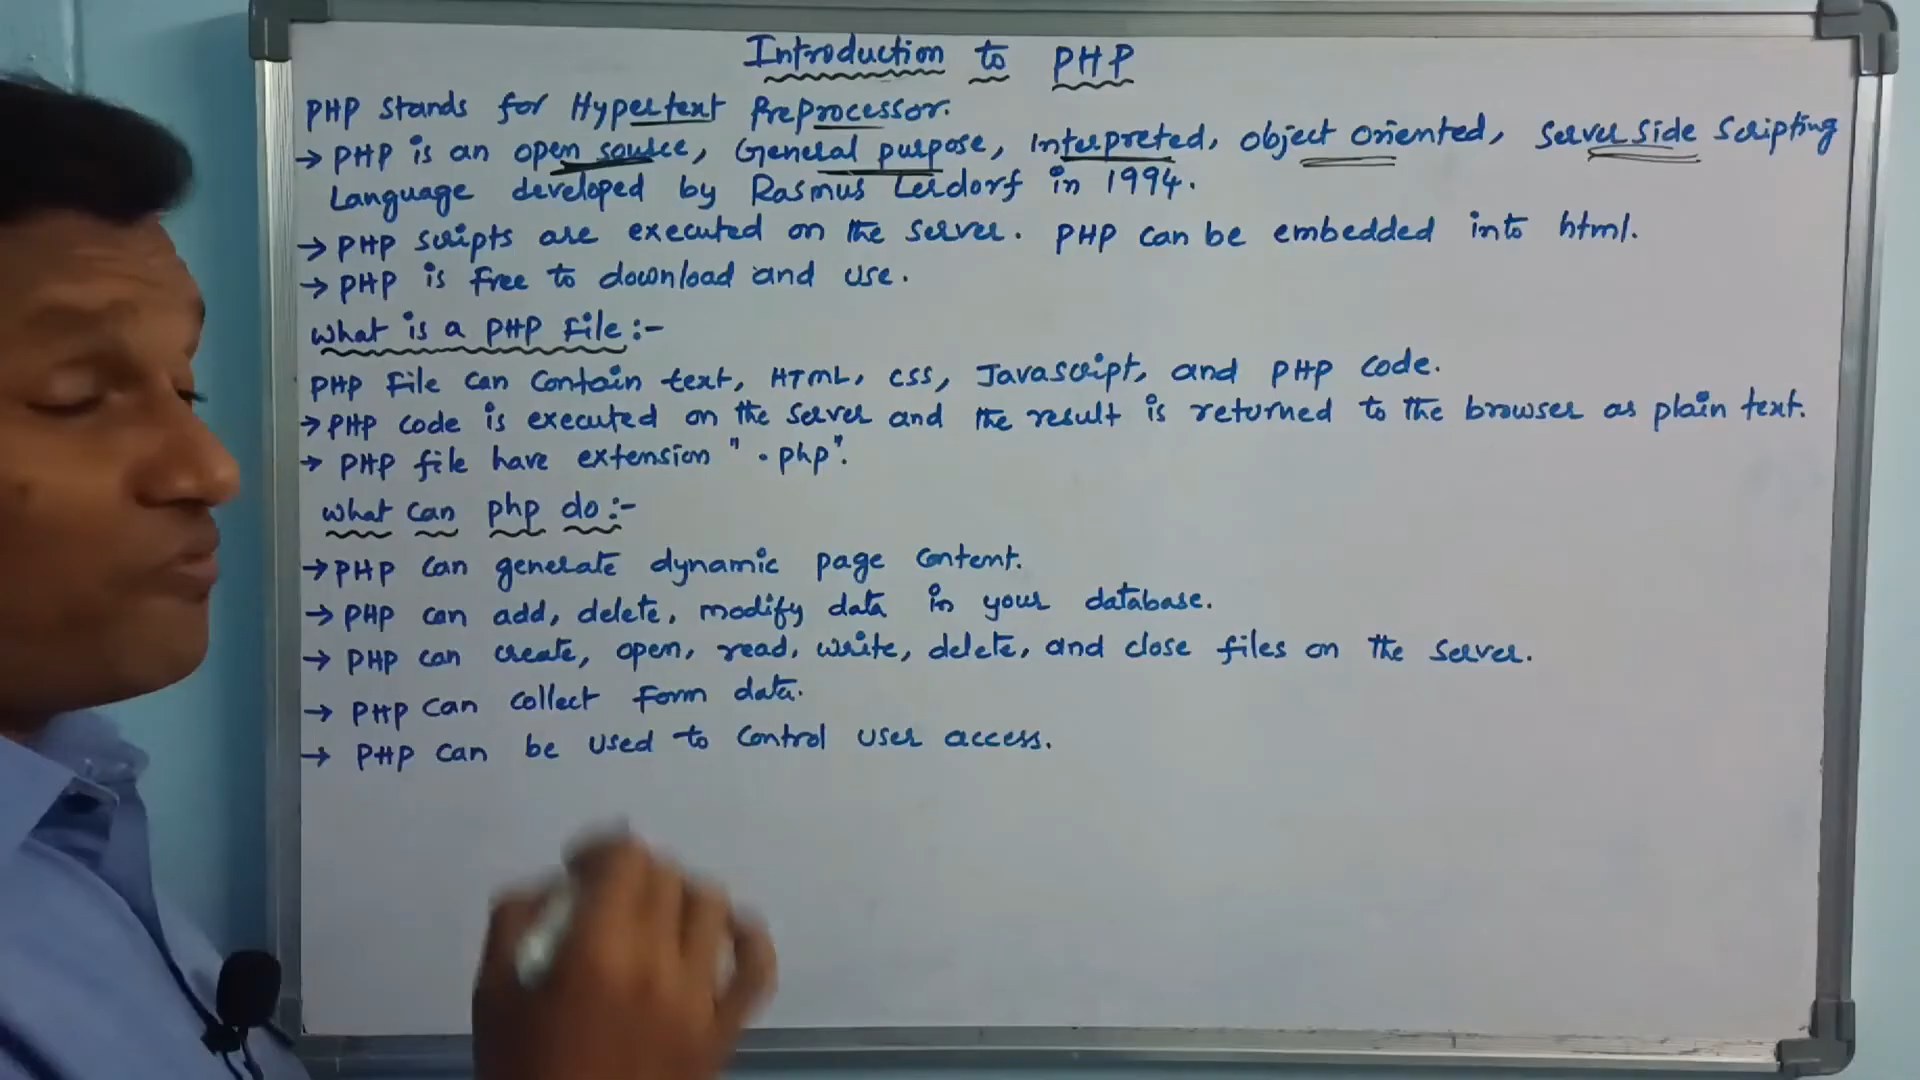 Introduction to PHP
PHP stands for Hypertext Preprocessor.
→ PHP is an open source, General purpose, Interpreted, object oriented, Server Side Scripting
Language developed by Rasmus Lerdorf in 1994.
→ PHP scripts are executed on the server. PHP can be embedded into html.
→ PHP is free to download and use.
What is a PHP File:-
PHP File can contain text, HTML, CSS, Javascript, and PHP code.
→ PHP code is executed on the server and the result is returned to the browser as plain text.
→ PHP file have extension ".php".
What can php do:-
→ PHP can generate dynamic page content.
→ PHP can add, delete, modify data in your database.
→ PHP can create, open, read, write, delete, and close files on the server.
→ PHP can collect form data.
→ PHP can be used to control user access.